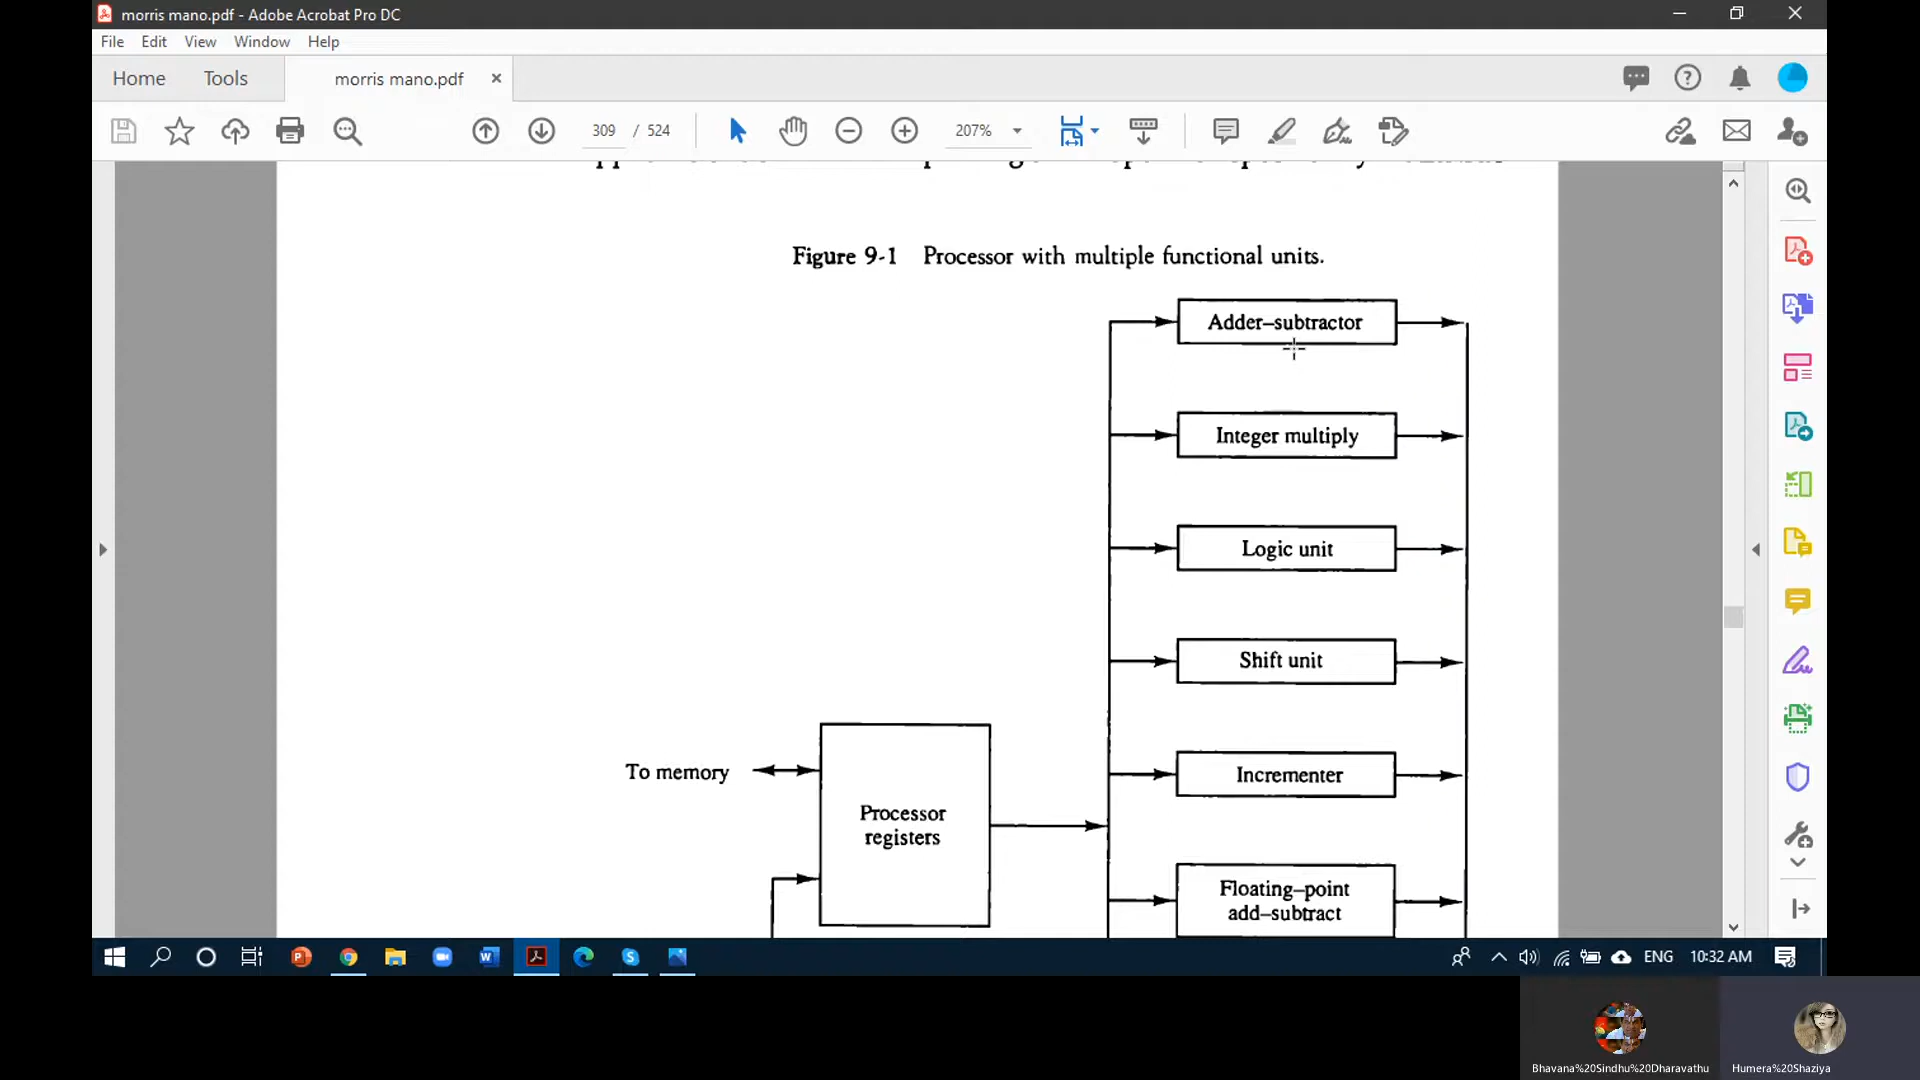 morris mano.pdf - Adobe Acrobat Pro DC
File Edit View Window Help
Home Tools morris mano.pdf
309 / 524 207%
Figure 9-1 Processor with multiple functional units.
Adder–subtractor
Integer multiply
Logic unit
Shift unit
To memory
Incrementer
Processor
registers
Floating–point
add–subtract
ENG 10:32 AM
Bhavana%20Sindhu%20Dharavathu Humera%20Shaziya